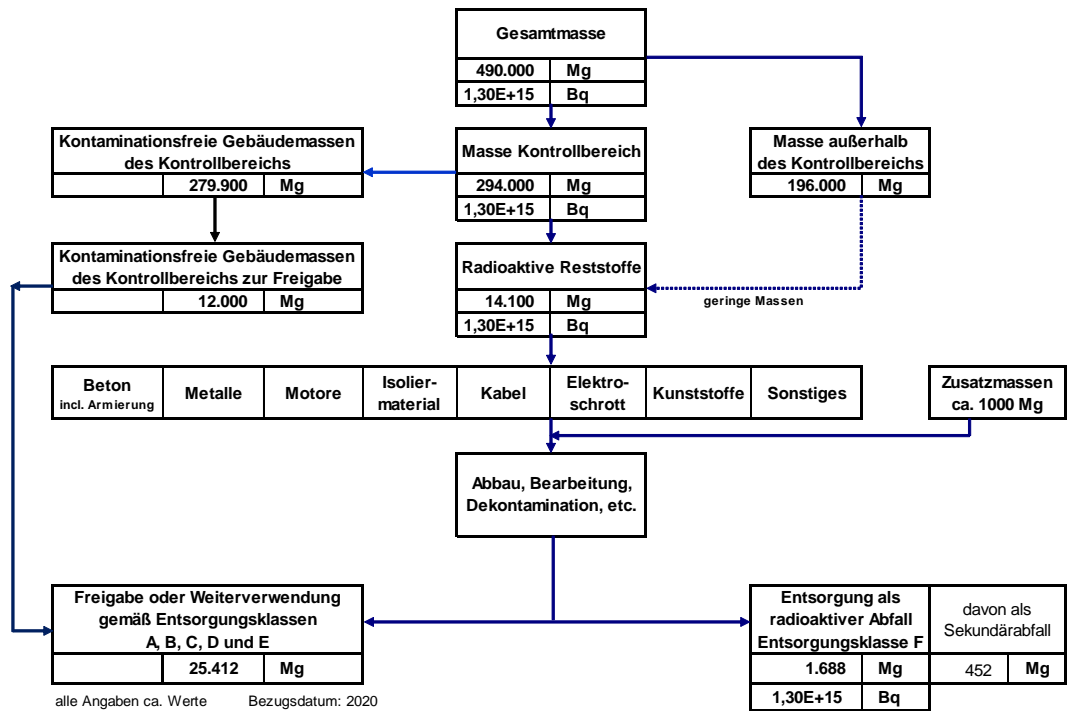 Gesamtmasse
490.000 Mg
1,30E+15 Bq
Kontaminationsfreie Gebäudemassen
des Kontrollbereichs
279.900 Mg
Masse Kontrollbereich
294.000 Mg
1,30E+15 Bq
Masse außerhalb
des Kontrollbereichs
196.000 Mg
Kontaminationsfreie Gebäudemassen
des Kontrollbereichs zur Freigabe
12.000 Mg
Radioaktive Reststoffe
14.100 Mg
1,30E+15 Bq
geringe Massen
Beton
incl. Armierung
Metalle
Motore
Isolier-
material
Kabel
Elektro-
schrott
Kunststoffe
Sonstiges
Zusatzmassen
ca. 1000 Mg
Abbau, Bearbeitung,
Dekontamination, etc.
Freigabe oder Weiterverwendung
gemäß Entsorgungsklassen
A, B, C, D und E
25.412 Mg
Entsorgung als
radioaktiver Abfall
Entsorgungsklasse F
1.688 Mg
1,30E+15 Bq
davon als
Sekundärabfall
452 Mg
alle Angaben ca. Werte Bezugsdatum: 2020